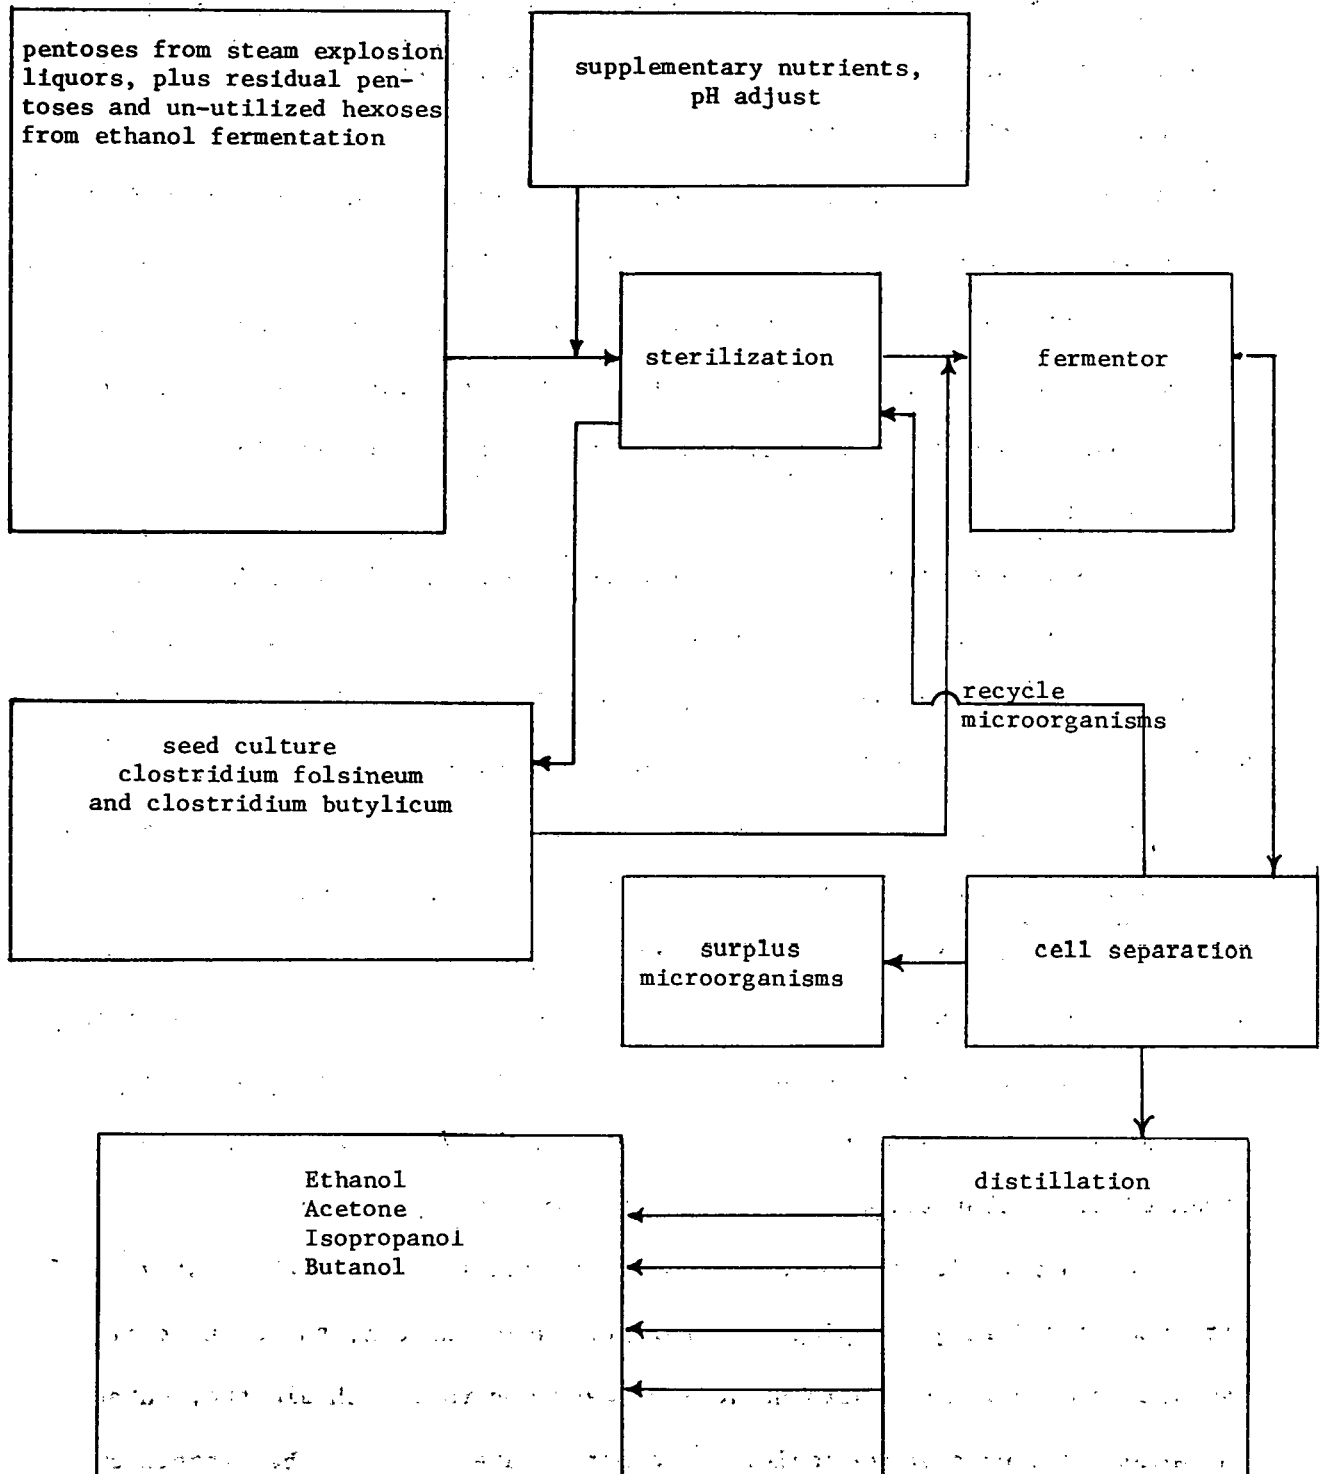 pentoses from steam explosion
liquors, plus residual pen-
toses and un-utilized hexoses
from ethanol fermentation
supplementary nutrients,
pH adjust
sterilization
fermentor
recycle
microorganisms
seed culture
clostridium folsineum
and clostridium butylicum
surplus
microorganisms
cell separation
Ethanol
Acetone
Isopropanol
Butanol
distillation